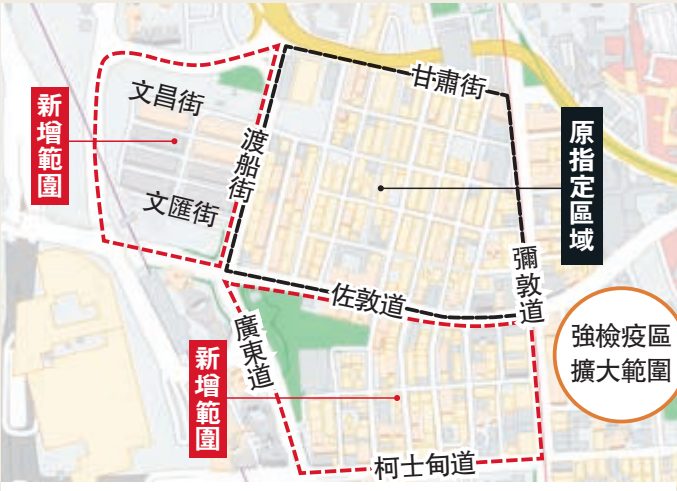 甘肅街
文昌街
新增範圍
渡船街
原指定區域
文匯街
彌敦道
佐敦道
廣東道
強檢疫區
擴大範圍
新增範圍
柯士甸道